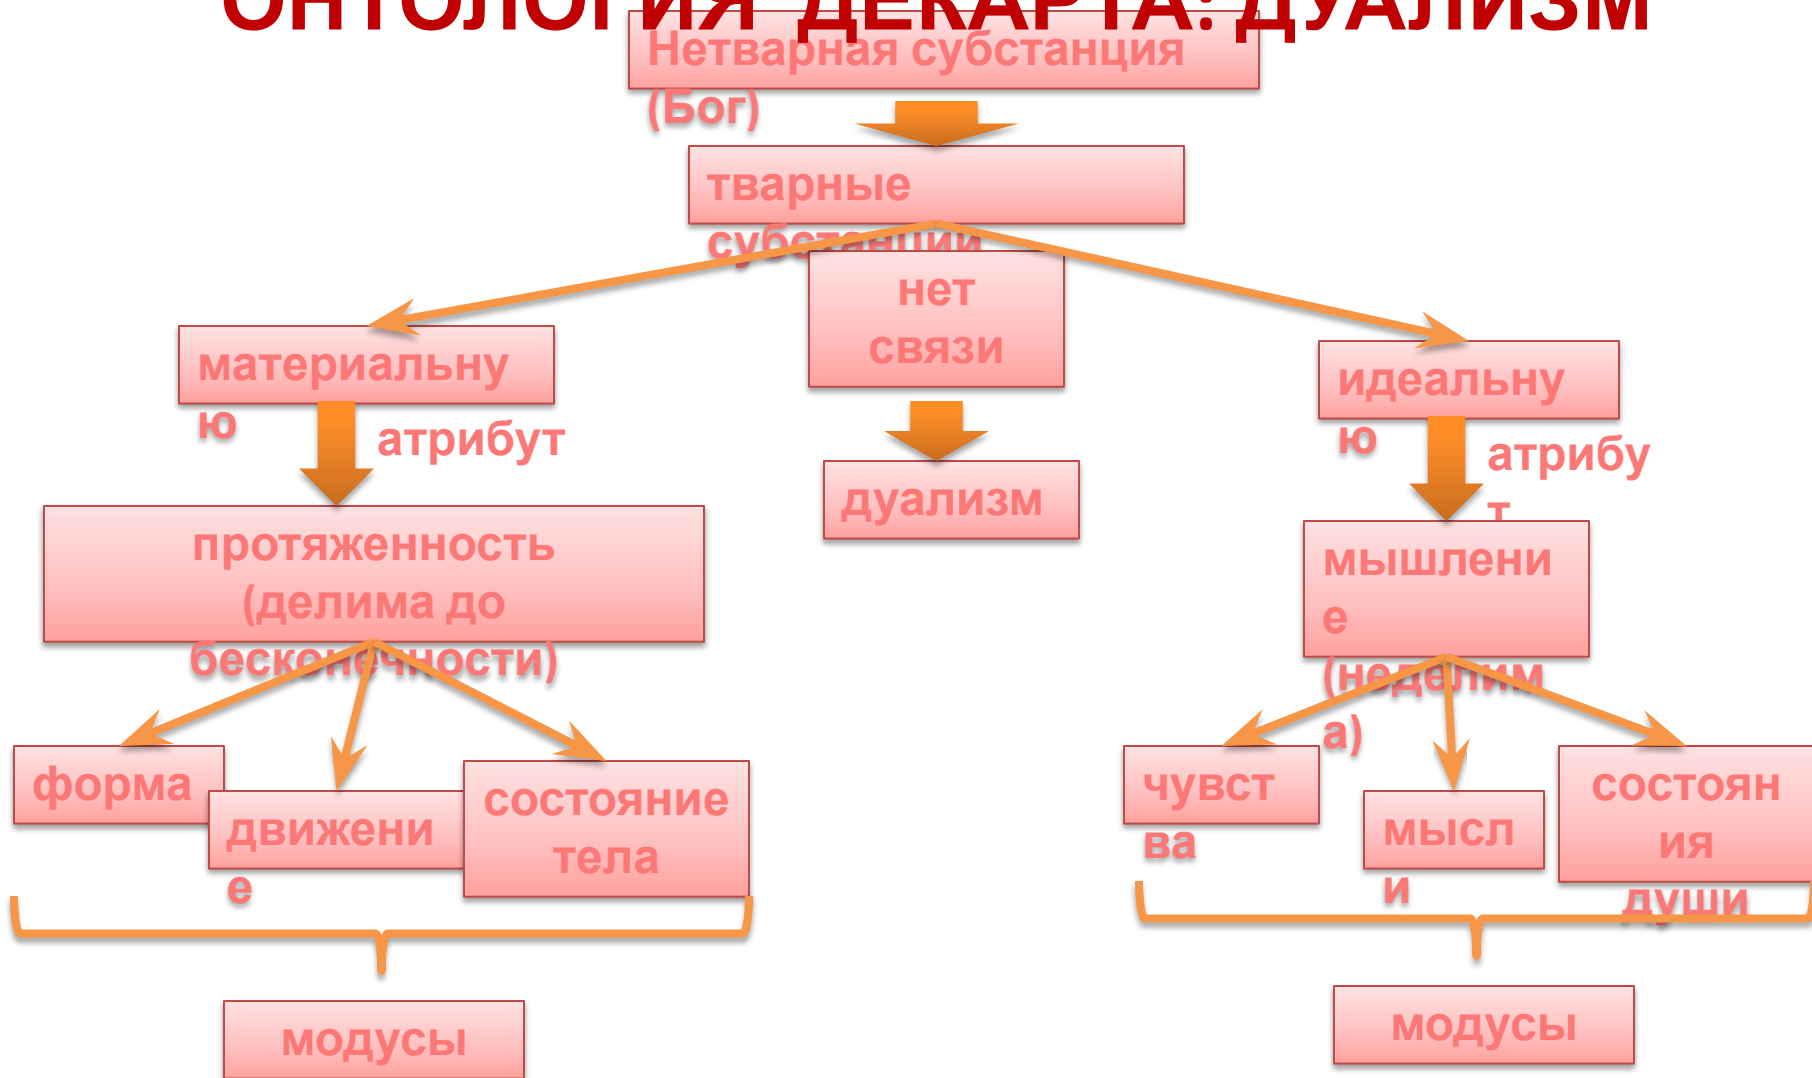 ОНТОЛОГИЯ ДЕКАРТА: ДУАЛИЗМ
Нетварная субстанция
(Бог)
тварные
субстанции
нет
связи
материальну
ю
идеальну
ю
атрибут
атрибу
т
дуализм
протяженность
(делима до
бесконечности)
мышлени
е
(неделим
а)
форма
движени
е
состояние
тела
чувст
ва
мысл
и
состоян
ия
души
модусы
модусы